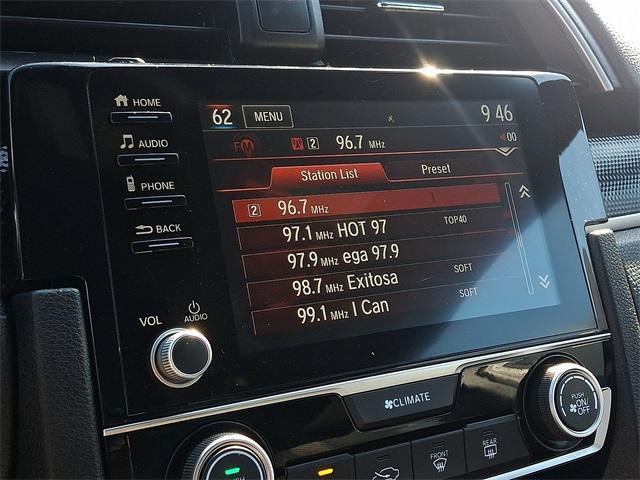 HOME
AUDIO
PHONE
BACK
VOL
AUDIO
62 MENU 9 46
FM 2 96.7 MHz 00
Station List Preset
2 96.7 MHz
97.1 MHz HOT 97 TOP40
97.9 MHz ega 97.9
98.7 MHz Exitosa SOFT
99.1 MHz I Can SOFT
CLIMATE
PUSH
ON/
OFF
FRONT
REAR